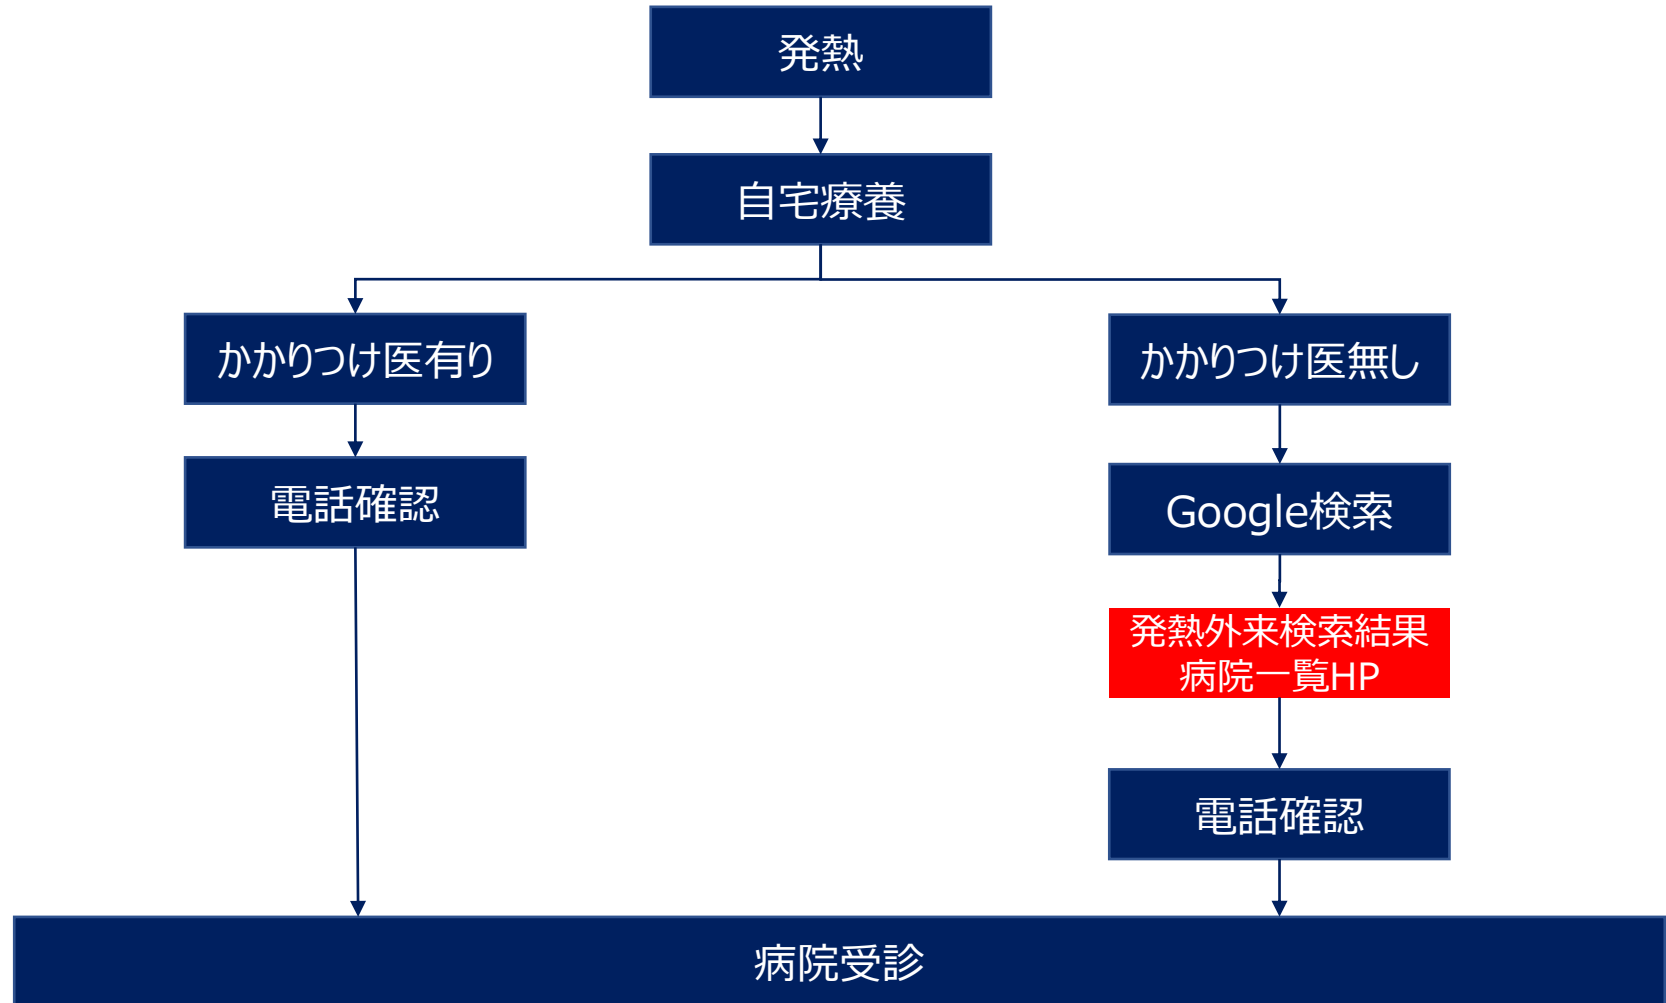 発熱
自宅療養
かかりつけ医有り
かかりつけ医無し
電話確認
Google検索
発熱外来検索結果
病院一覧HP
電話確認
病院受診